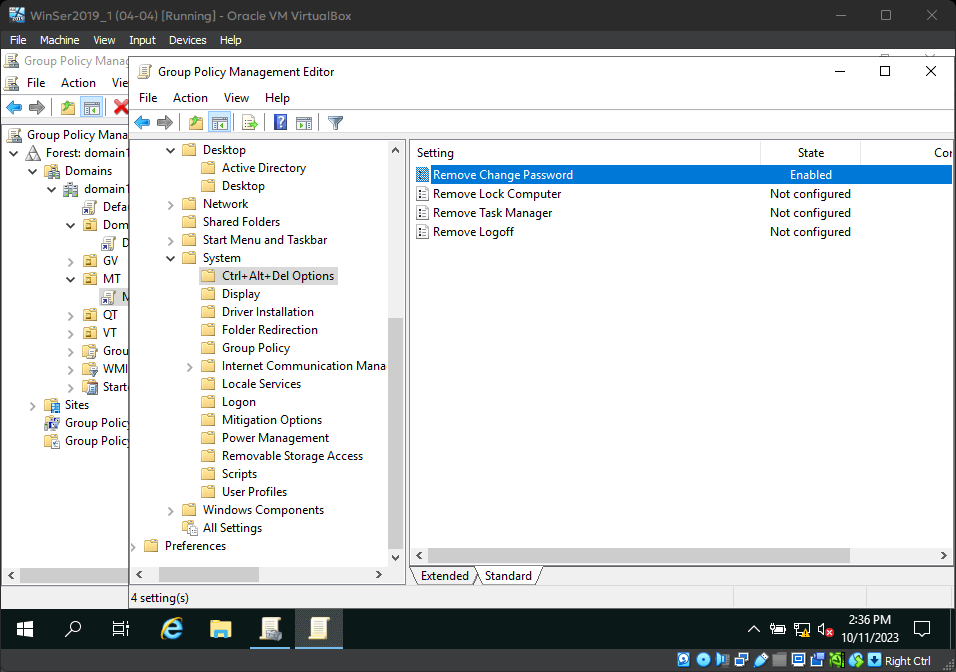 WinSer2019_1 (04-04) [Running] - Oracle VM VirtualBox
File Machine View Input Devices Help
Group Policy Mana
File Action Vie
Group Policy Mana
Forest: domain1
Domains
domain1
Defau
Dom
D
GV
MT
M
QT
VT
Grou
WMI
Starte
Sites
Group Policy
Group Policy
Group Policy Management Editor
File Action View Help
Desktop
Active Directory
Desktop
Network
Shared Folders
Start Menu and Taskbar
System
Ctrl+Alt+Del Options
Display
Driver Installation
Folder Redirection
Group Policy
Internet Communication Mana
Locale Services
Logon
Mitigation Options
Power Management
Removable Storage Access
Scripts
User Profiles
Windows Components
All Settings
Preferences
Setting State Cor
Remove Change Password Enabled
Remove Lock Computer Not configured
Remove Task Manager Not configured
Remove Logoff Not configured
Extended Standard
4 setting(s)
2:36 PM
10/11/2023
Right Ctrl